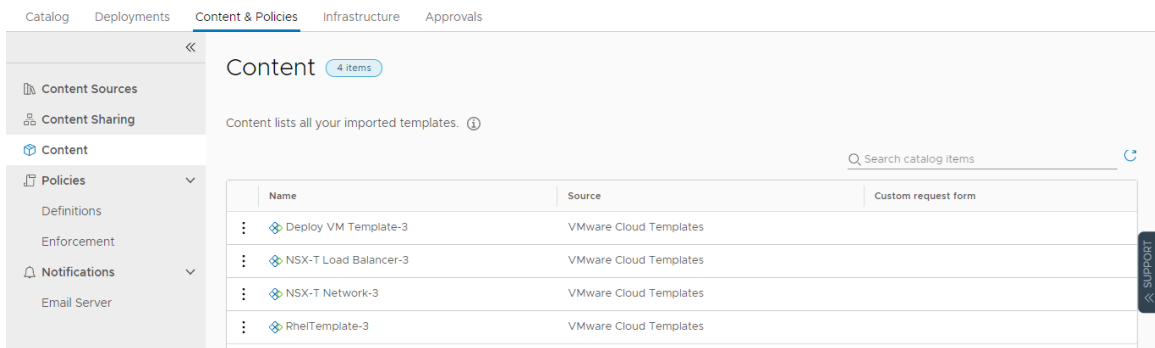 Catalog Deployments Content & Policies Infrastructure Approvals
Content Sources
Content Sharing
Content
Policies
Definitions
Enforcement
Notifications
Email Server
Content 4 items
Content lists all your imported templates.
Search catalog items
Name Source Custom request form
Deploy VM Template-3 VMware Cloud Templates
NSX-T Load Balancer-3 VMware Cloud Templates
NSX-T Network-3 VMware Cloud Templates
RhelTemplate-3 VMware Cloud Templates
SUPPORT